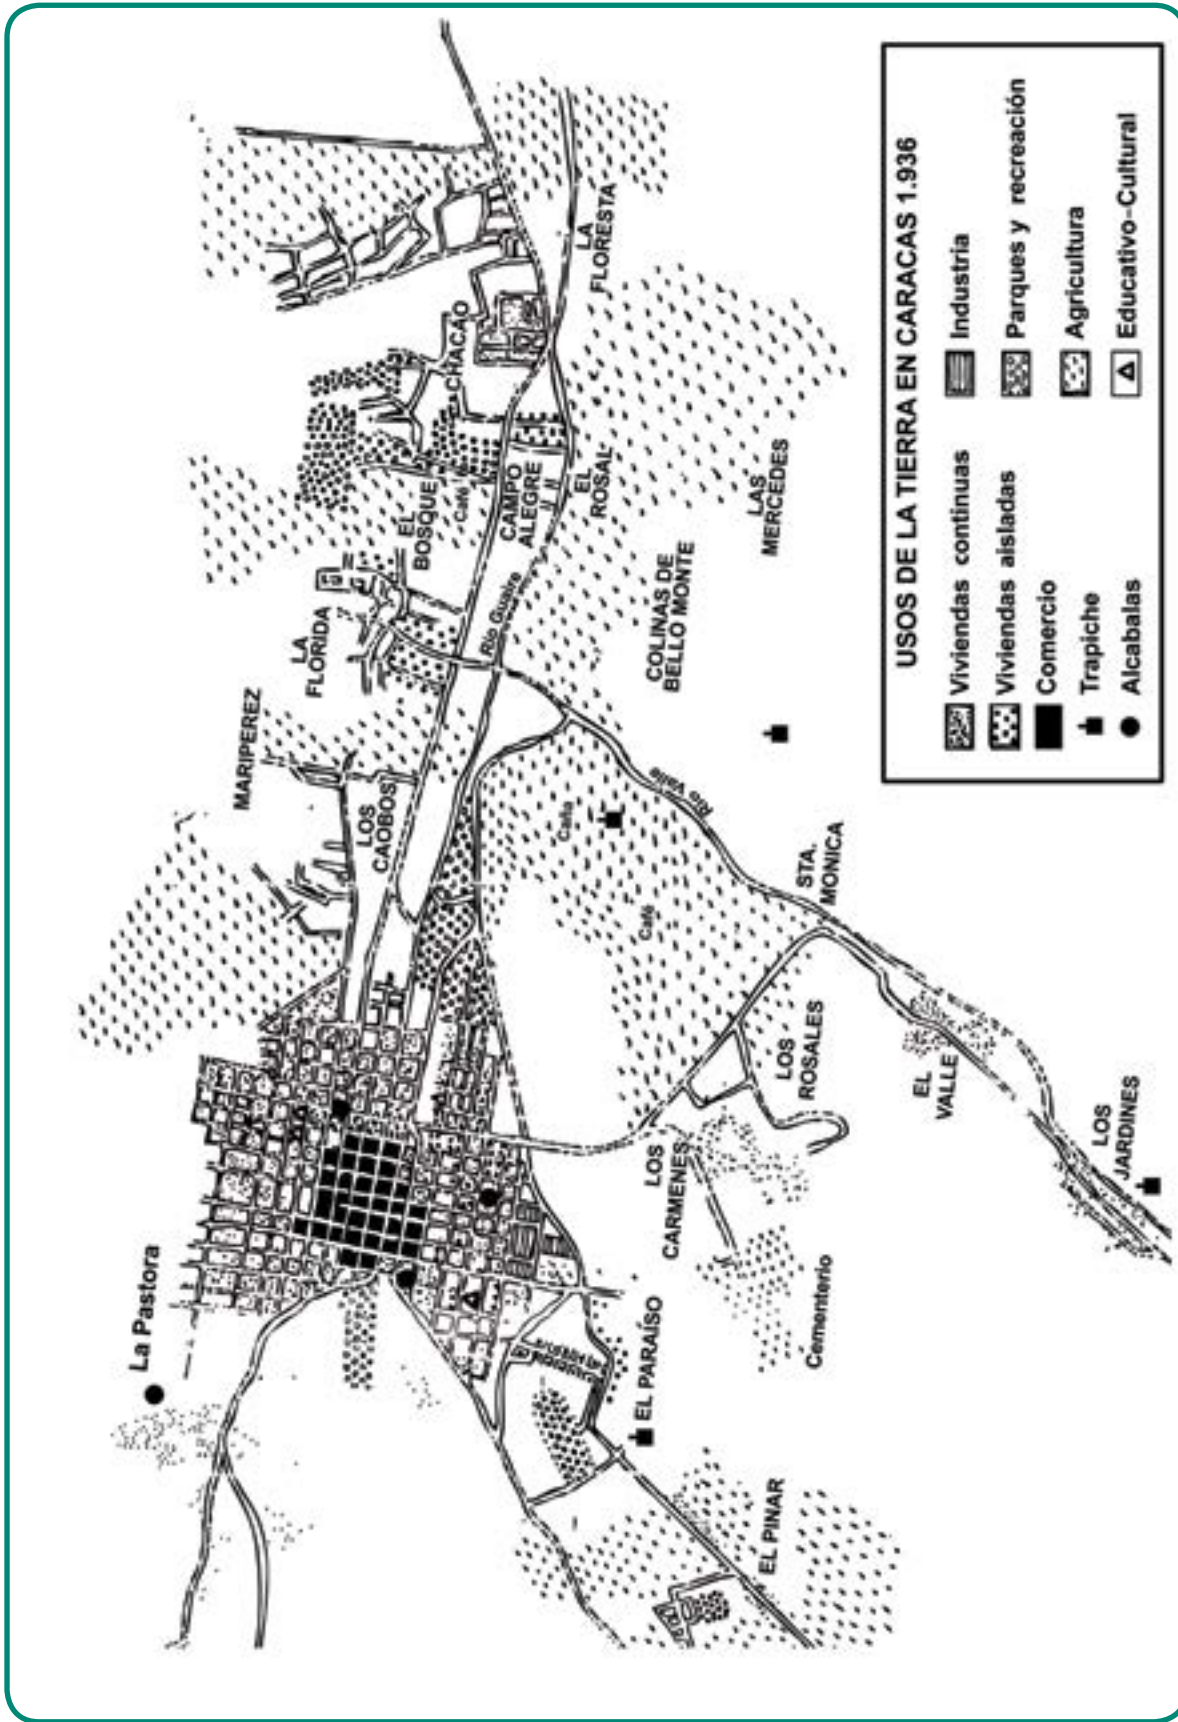 La Pastora
MARIPEREZ
LA
FLORIDA
LOS
CAOBOS
EL
BOSQUE
Café
CHACAO
CAMPO
ALEGRE
EL
ROSAL
LA
FLORESTA
Río Guaire
COLINAS DE
BELLO MONTE
LAS
MERCEDES
Caña
Café
Río Valle
STA.
MONICA
LOS
ROSALES
EL
VALLE
LOS
JARDINES
LOS
CARMENES
Cementerio
EL PARAÍSO
EL PINAR
USOS DE LA TIERRA EN CARACAS 1.936
Viviendas continuas
Viviendas aisladas
Comercio
Trapiche
Alcabalas
Industria
Parques y recreación
Agricultura
Educativo-Cultural